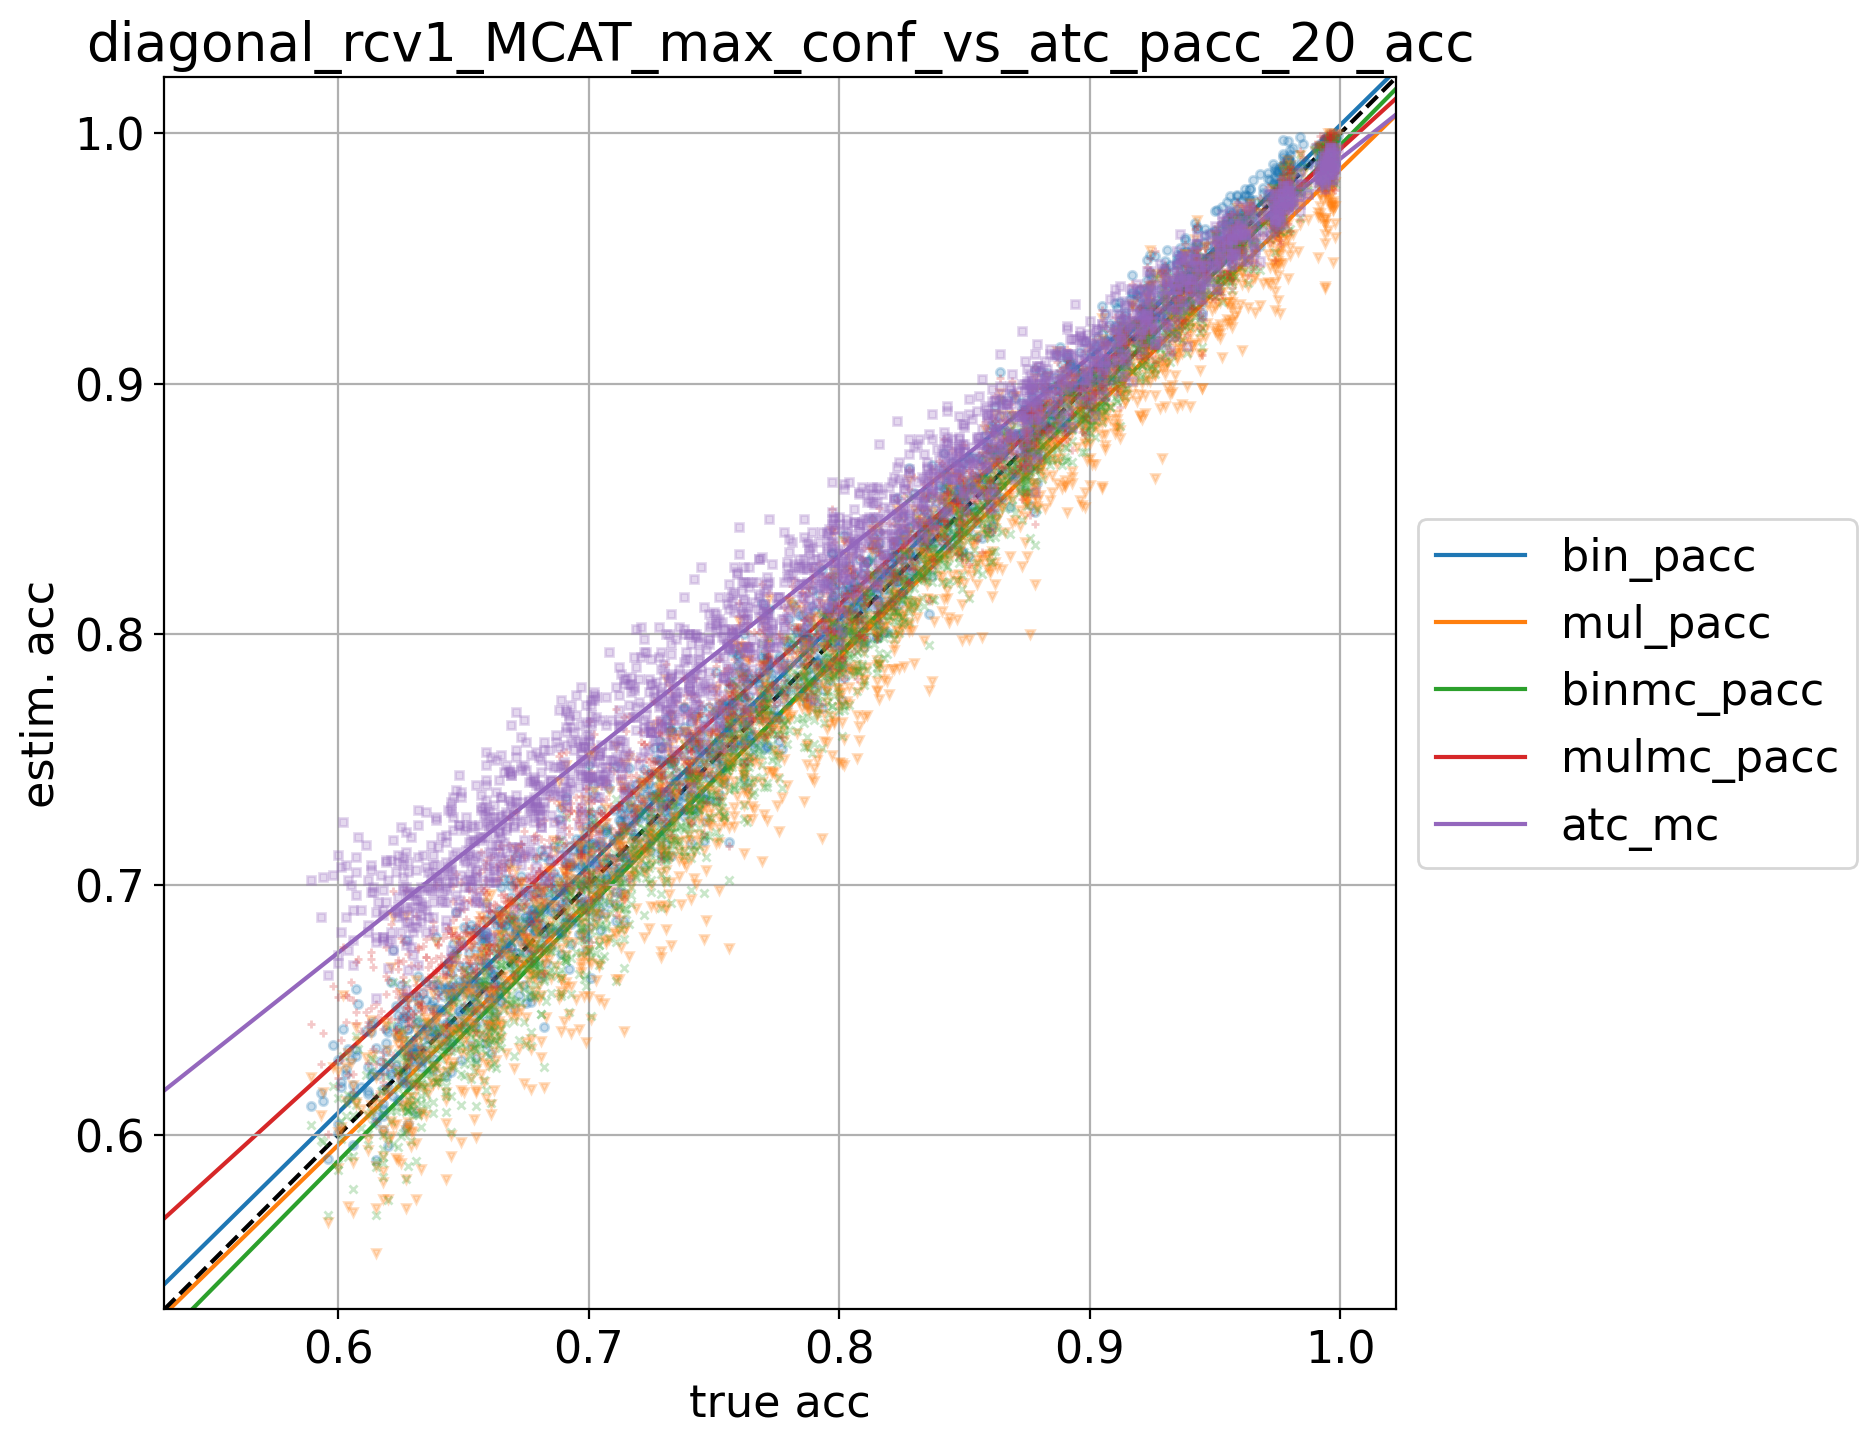 diagonal_rcv1_MCAT_max_conf_vs_atc_pacc_20_acc
estim. acc
1.0
0.9
0.8
0.7
0.6
0.6 0.7 0.8 0.9 1.0
true acc
bin_pacc
mul_pacc
binmc_pacc
mulmc_pacc
atc_mc